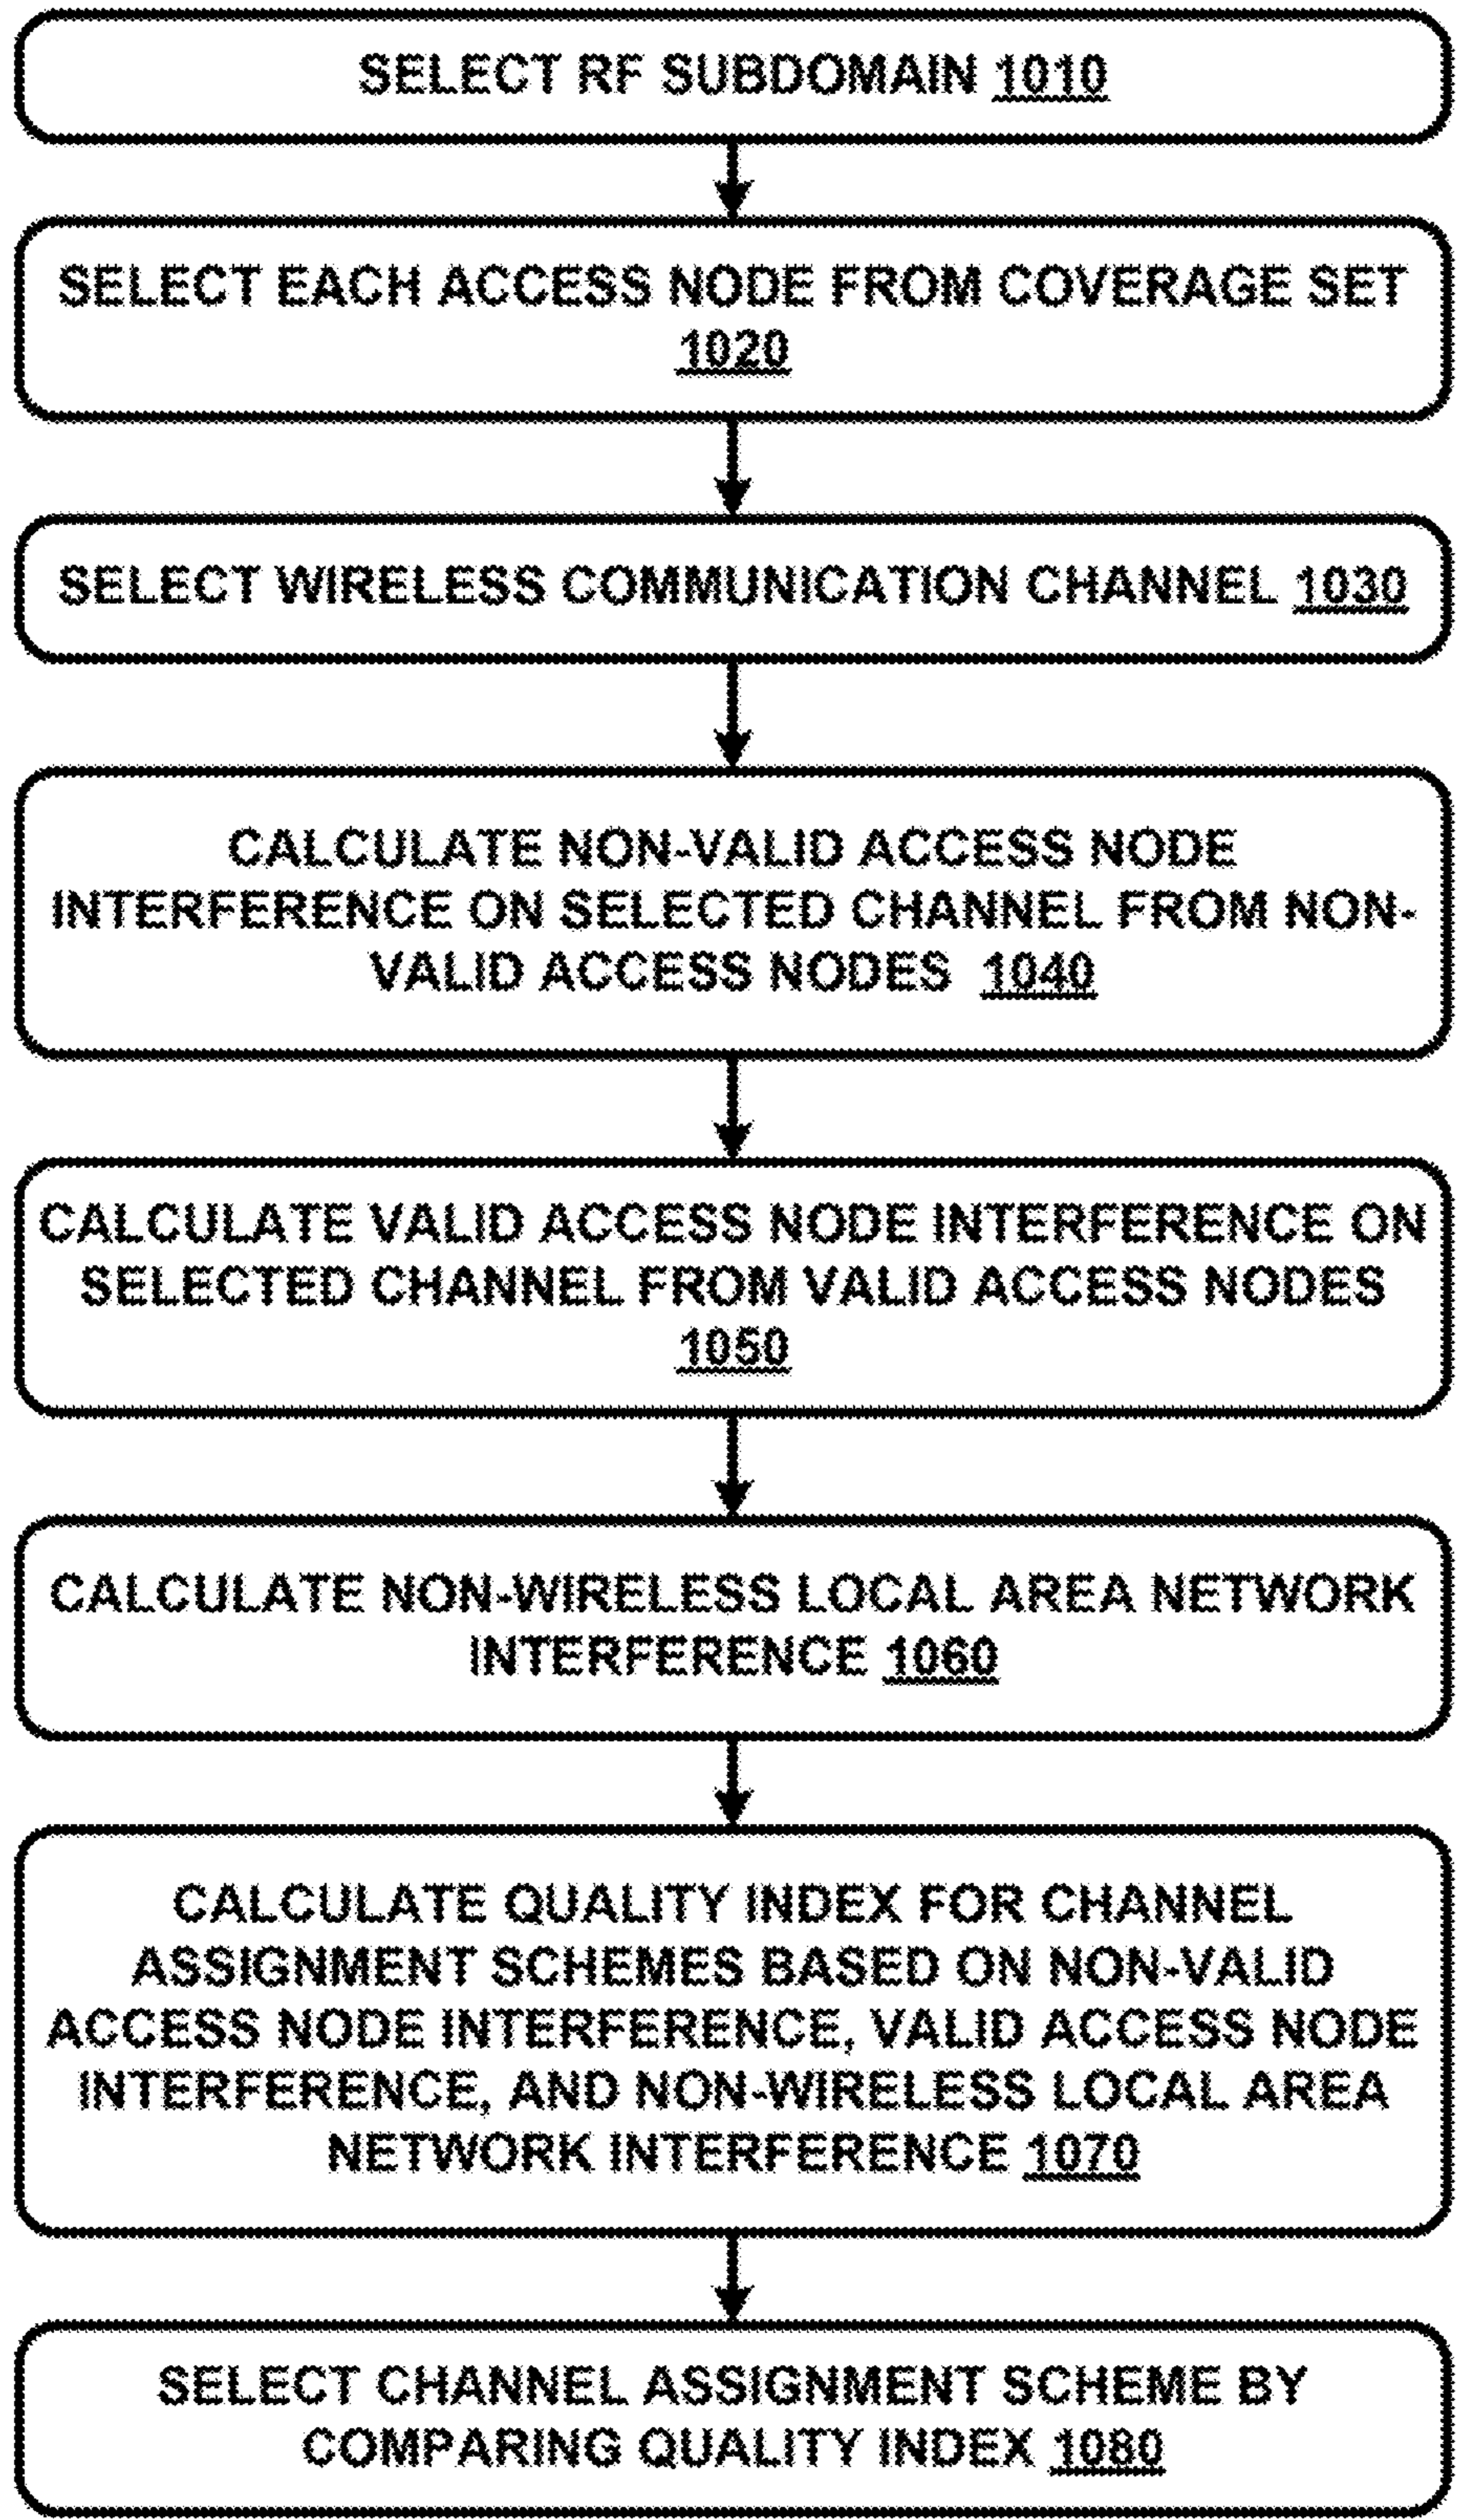 SELECT RF SUBDOMAIN 1010
SELECT EACH ACCESS NODE FROM COVERAGE SET
1020
SELECT WIRELESS COMMUNICATION CHANNEL 1030
CALCULATE NON-VALID ACCESS NODE
INTERFERENCE ON SELECTED CHANNEL FROM NON-
VALID ACCESS NODES 1040
CALCULATE VALID ACCESS NODE INTERFERENCE ON
SELECTED CHANNEL FROM VALID ACCESS NODES
1050
CALCULATE NON-WIRELESS LOCAL AREA NETWORK
INTERFERENCE 1060
CALCULATE QUALITY INDEX FOR CHANNEL
ASSIGNMENT SCHEMES BASED ON NON-VALID
ACCESS NODE INTERFERENCE, VALID ACCESS NODE
INTERFERENCE, AND NON-WIRELESS LOCAL AREA
NETWORK INTERFERENCE 1070
SELECT CHANNEL ASSIGNMENT SCHEME BY
COMPARING QUALITY INDEX 1080